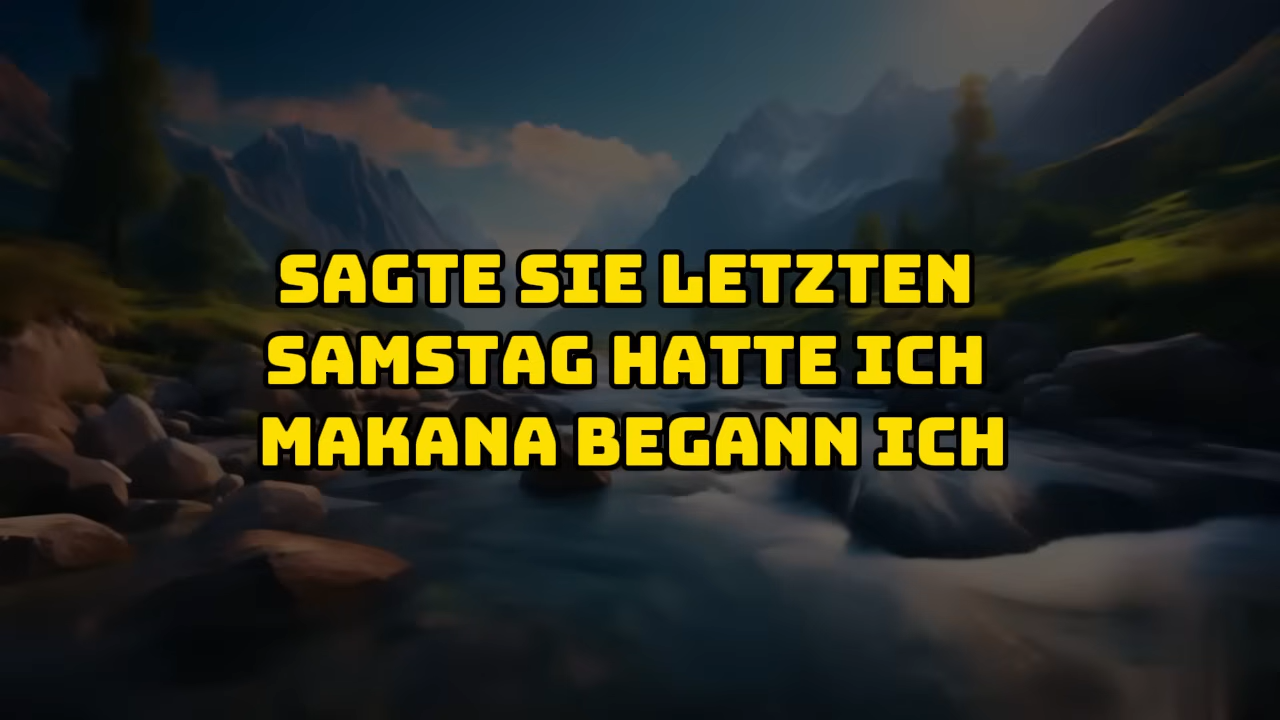 SAGTE SIE LETZTEN
SAMSTAG HATTE ICH
MAKANA BEGANN ICH